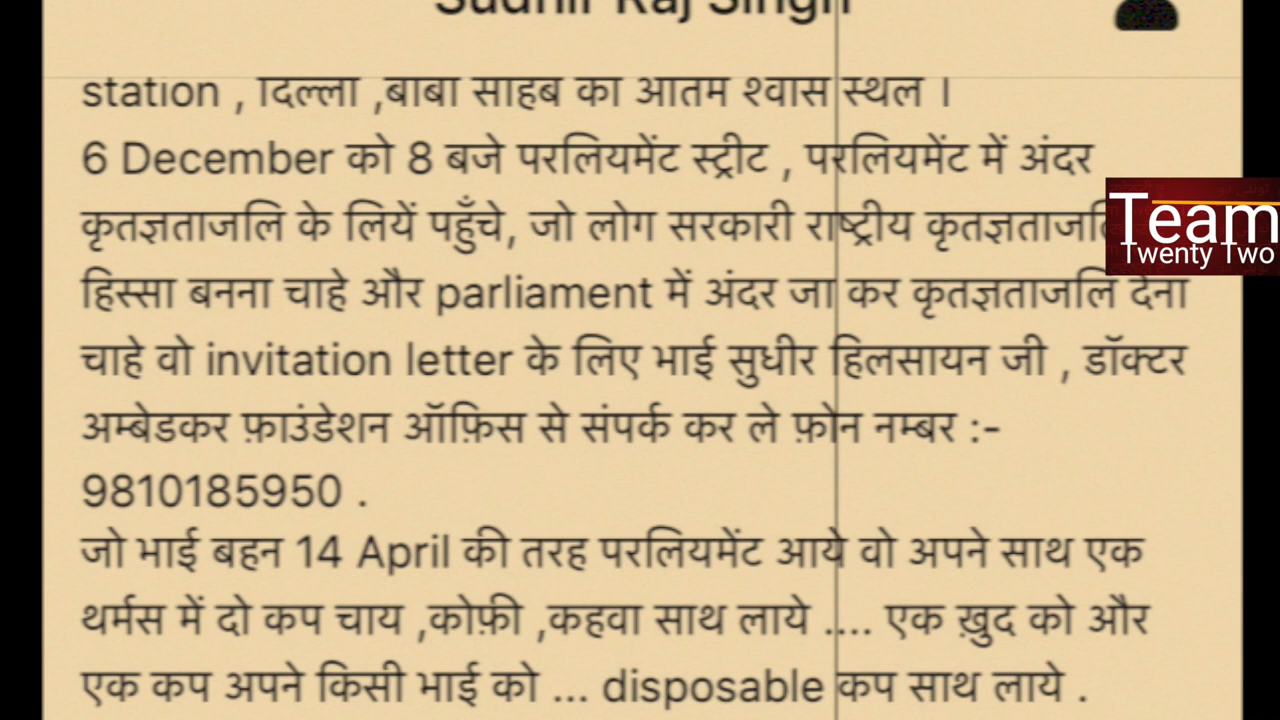 Sudhir Raj Singh
station , दिल्ला ,बाबा साहब का आतम श्वास स्थल ।
6 December को 8 बजे परलियमेंट स्ट्रीट , परलियमेंट में अंदर
कृतज्ञताजलि के लियें पहुँचे, जो लोग सरकारी राष्ट्रीय
हिस्सा बनना चाहे और parliament में अंदर जा कर कृतज्ञताजलि देना
चाहे वो invitation letter के लिए भाई सुधीर हिलसायन जी , डॉक्टर
अम्बेडकर फ़ाउंडेशन ऑफ़िस से संपर्क कर ले फ़ोन नम्बर :-
9810185950 .
जो भाई बहन 14 April की तरह परलियमेंट आये वो अपने साथ एक
थर्मस में दो कप चाय ,कोफ़ी ,कहवा साथ लाये .... एक ख़ुद को और
एक कप अपने किसी भाई को ... disposable कप साथ लाये .
Team
Twenty Two